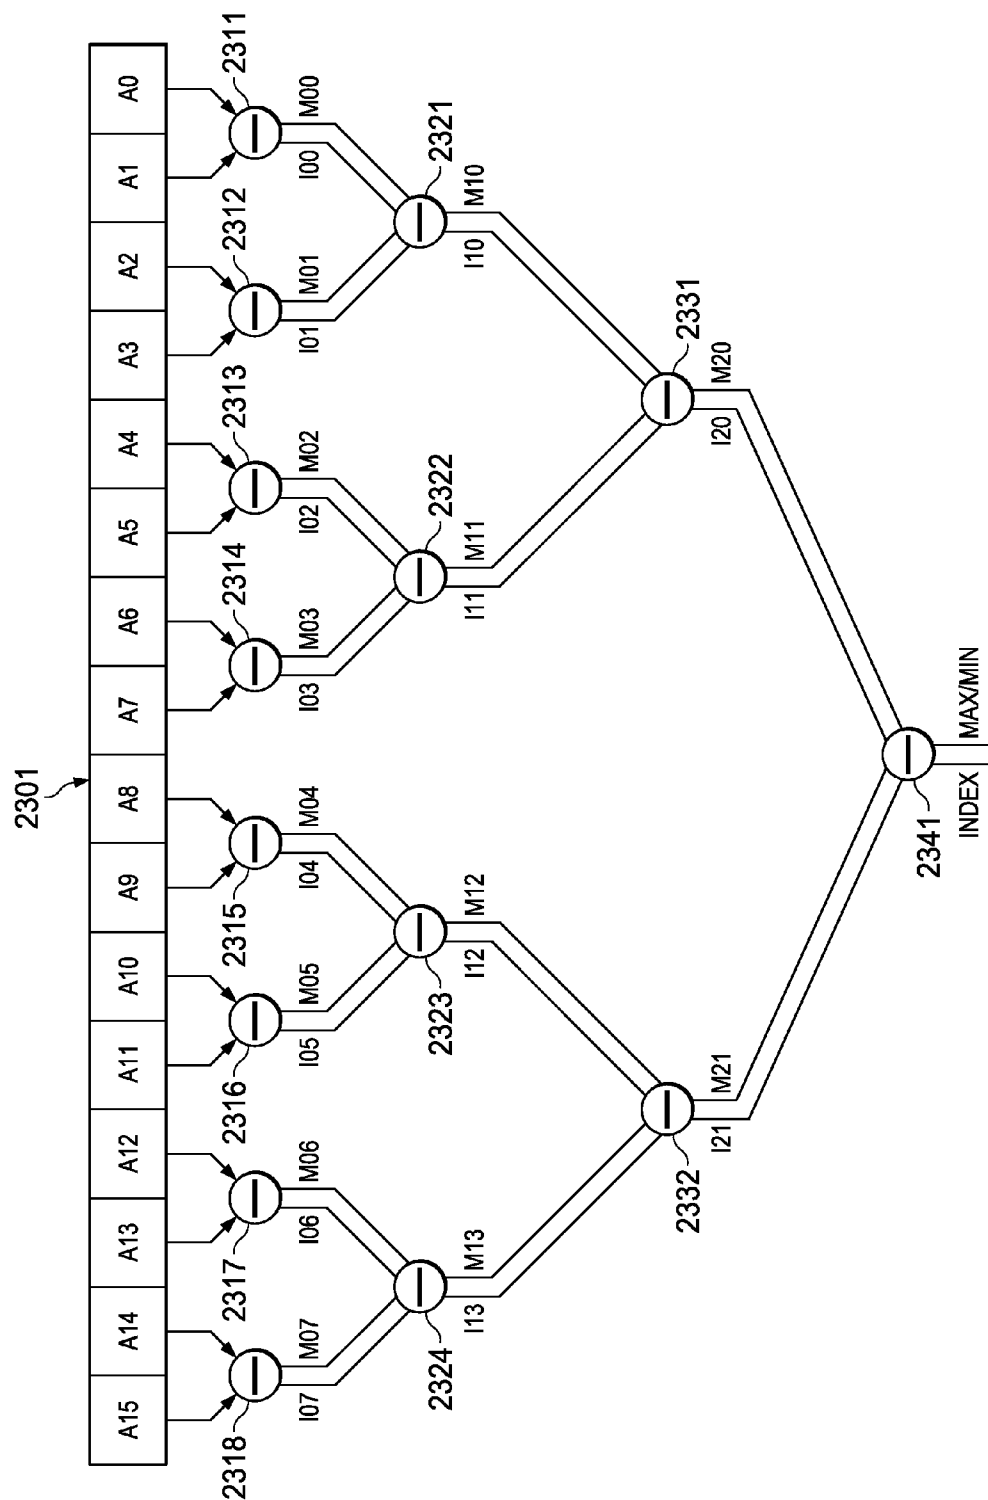 2301
A15 A14 A13 A12 A11 A10 A9 A8 A7 A6 A5 A4 A3 A2 A1 A0
2318 2317 2316 2315 2314 2313 2312 2311
I07 M07 I06 M06 I05 M05 I04 M04 I03 M03 I02 M02 I01 M01 I00 M00
2324 2323 2322 2321
I13 M13 I12 M12 I11 M11 I10 M10
2332 2331
I21 M21 I20 M20
2341
INDEX MAX/MIN